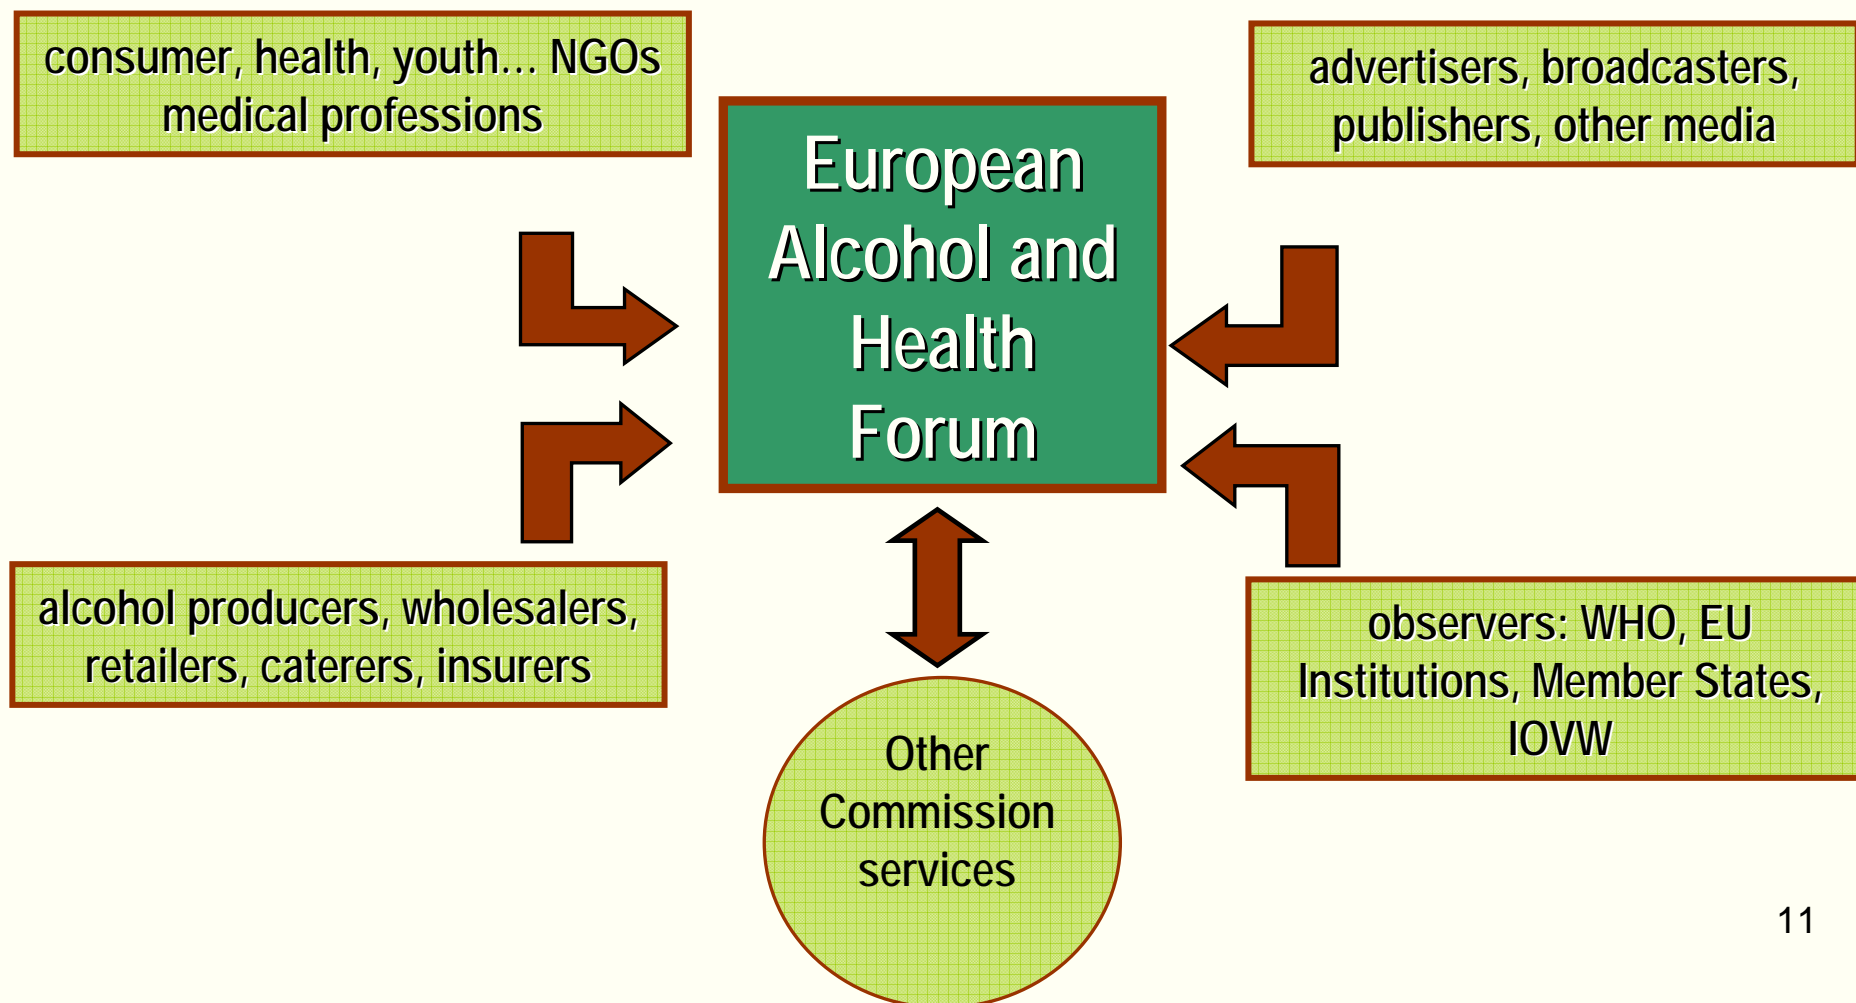 consumer, health, youth... NGOs
medical professions
advertisers, broadcasters,
publishers, other media
European
Alcohol and
Health
Forum
alcohol producers, wholesalers,
retailers, caterers, insurers
observers: WHO, EU
Institutions, Member States,
IOVW
Other
Commission
services
11